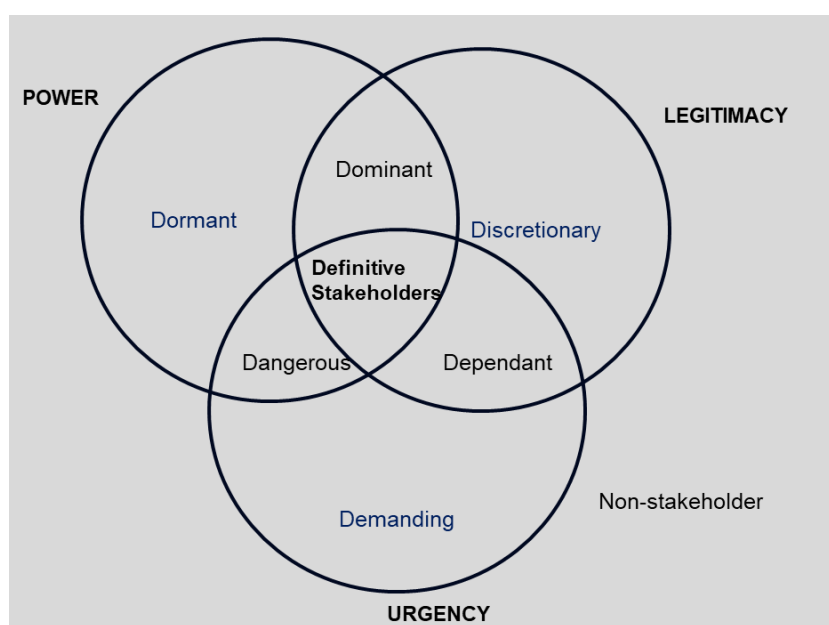 POWER
LEGITIMACY
Dominant
Dormant
Discretionary
Definitive
Stakeholders
Dangerous
Dependant
Non-stakeholder
Demanding
URGENCY